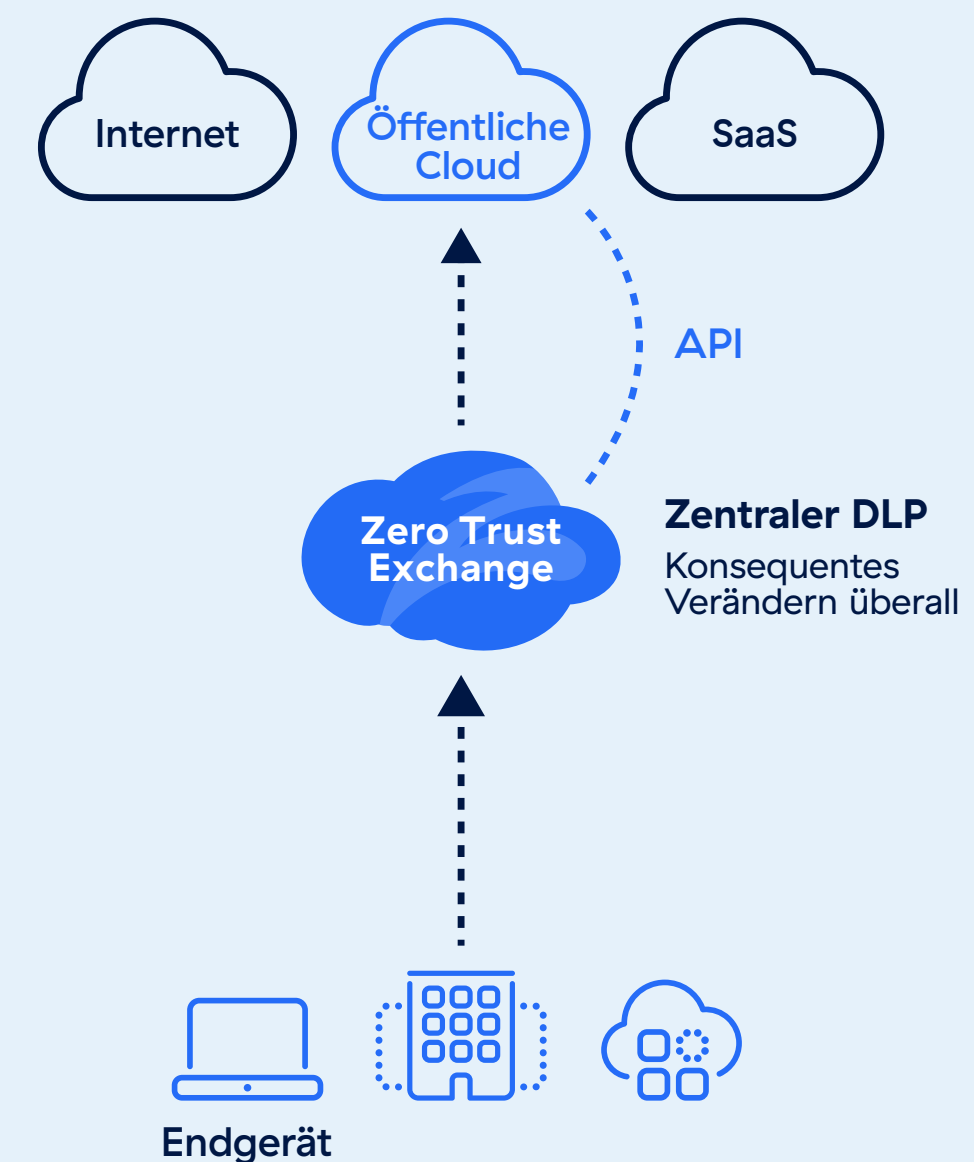 Internet
Öffentliche
Cloud
SaaS
API
Zero Trust
Exchange
Zentraler DLP
Konsequentes
Verändern überall
Endgerät